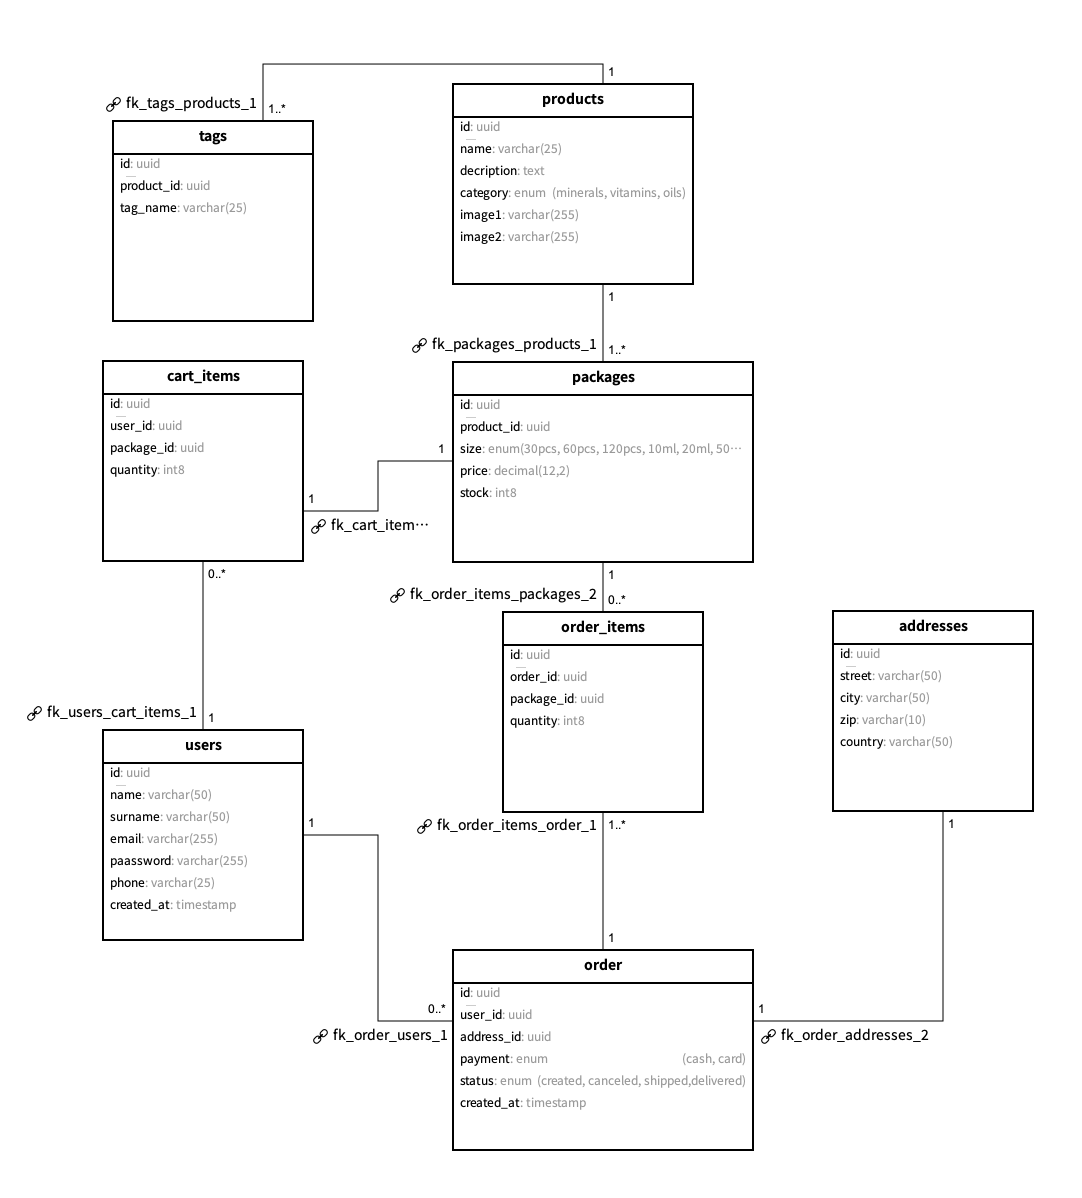 1
fk_tags_products_1
1..*
products
id: uuid
name: varchar(25)
decription: text
category: enum (minerals, vitamins, oils)
image1: varchar(255)
image2: varchar(255)
tags
id: uuid
product_id: uuid
tag_name: varchar(25)
1
fk_packages_products_1
1..*
cart_items
id: uuid
user_id: uuid
package_id: uuid
quantity: int8
packages
id: uuid
product_id: uuid
size: enum(30pcs, 60pcs, 120pcs, 10ml, 20ml, 50···
price: decimal(12,2)
stock: int8
1
1
fk_cart_item···
0..*
1
fk_order_items_packages_2
0..*
order_items
id: uuid
order_id: uuid
package_id: uuid
quantity: int8
addresses
id: uuid
street: varchar(50)
city: varchar(50)
zip: varchar(10)
country: varchar(50)
fk_users_cart_items_1
1
users
id: uuid
name: varchar(50)
surname: varchar(50)
email: varchar(255)
paassword: varchar(255)
phone: varchar(25)
created_at: timestamp
1
fk_order_items_order_1
1..*
1
1
order
id: uuid
user_id: uuid
address_id: uuid
payment: enum (cash, card)
status: enum (created, canceled, shipped,delivered)
created_at: timestamp
0..*
fk_order_users_1
1
fk_order_addresses_2